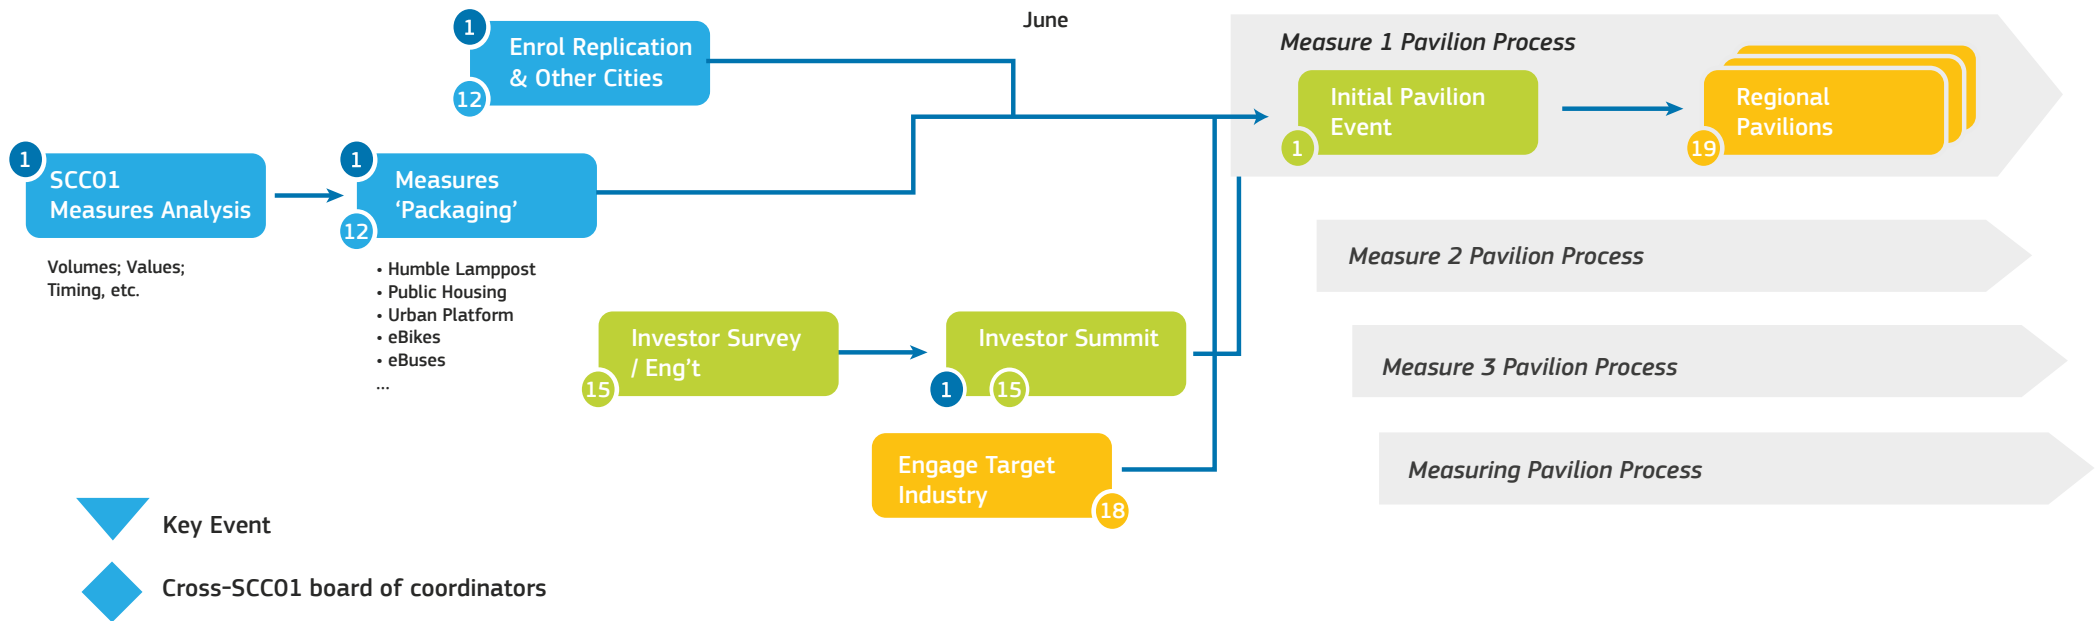 June
1
Enrol Replication
& Other Cities
12
Measure 1 Pavilion Process
Initial Pavilion
Event
1
Regional
Pavilions
19
1
SCC01
Measures Analysis
Volumes; Values;
Timing, etc.
1
Measures
‘Packaging’
12
• Humble Lamppost
• Public Housing
• Urban Platform
• eBikes
• eBuses
...
Measure 2 Pavilion Process
Investor Survey
/ Eng’t
15
Investor Summit
1
15
Measure 3 Pavilion Process
Engage Target
Industry
18
Measuring Pavilion Process
Key Event
Cross-SCC01 board of coordinators